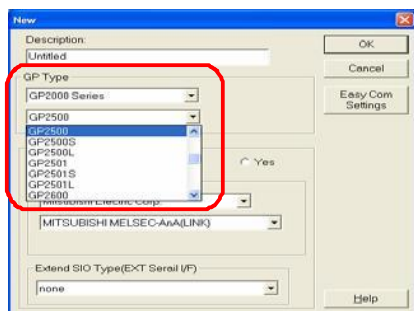 New
Description:
Untitled
OK
Cancel
Easy Com
Settings
GP Type
GP2000 Series
GP2500
GP2500
GP2500S
GP2500L
GP2501
GP2501S
GP2501L
GP2600
Yes
Mitsubishi Electric Corp.
MITSUBISHI MELSEC-AnA(LINK)
Extend SIO Type(EXT Serail I/F)
none
Help